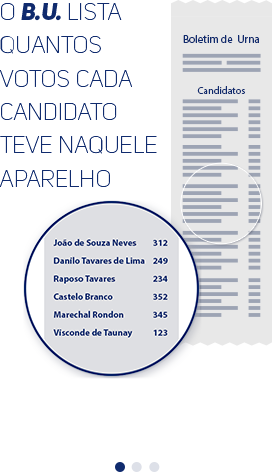 O B.U. LISTA
QUANTOS
VOTOS CADA
CANDIDATO
TEVE NAQUELE
APARELHO
Boletim de Urna
Candidatos
João de Souza Neves 312
Danilo Tavares de Lima 249
Raposo Tavares 234
Castelo Branco 352
Marechal Rondon 345
Visconde de Taunay 123